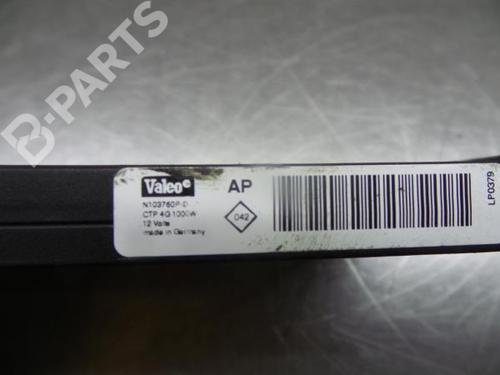 B-PARTS
Valeo
AP
N103760P-D
CTP 4G 1000W
12 Volts
made in Germany
042
LP0379